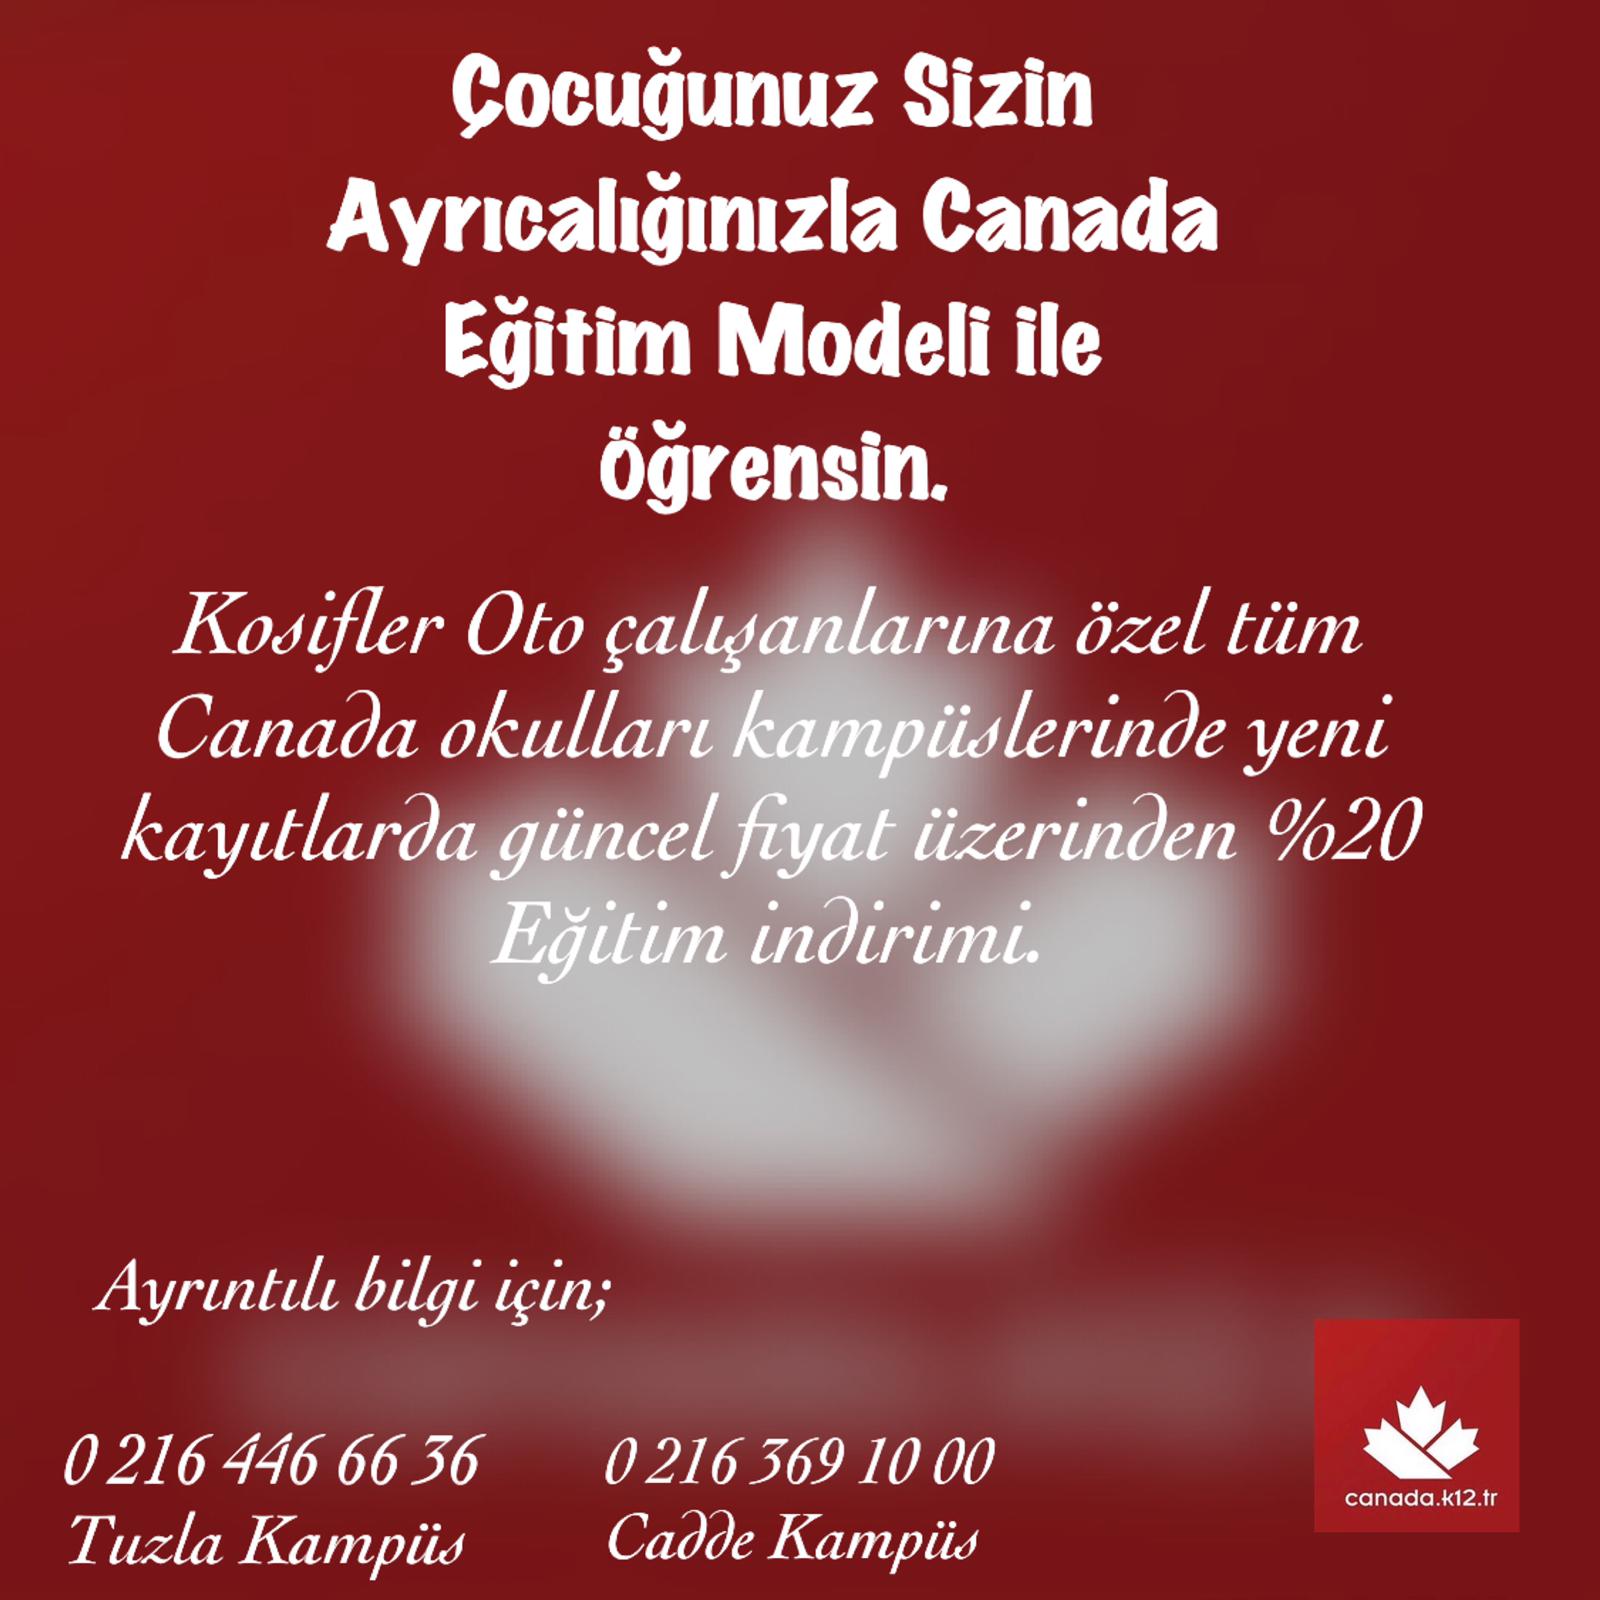 Çocuğunuz Sizin
Ayrıcalığınızla Canada
Eğitim Modeli ile
öğrensin.
Kosifler Oto çalışanlarına özel tüm
Canada okulları kampüslerinde yeni
kayıtlarda güncel fiyat üzerinden %20
Eğitim indirimi.
Ayrıntılı bilgi için;
0 216 446 66 36
Tuzla Kampüs
0 216 369 10 00
Cadde Kampüs
canada.k12.tr